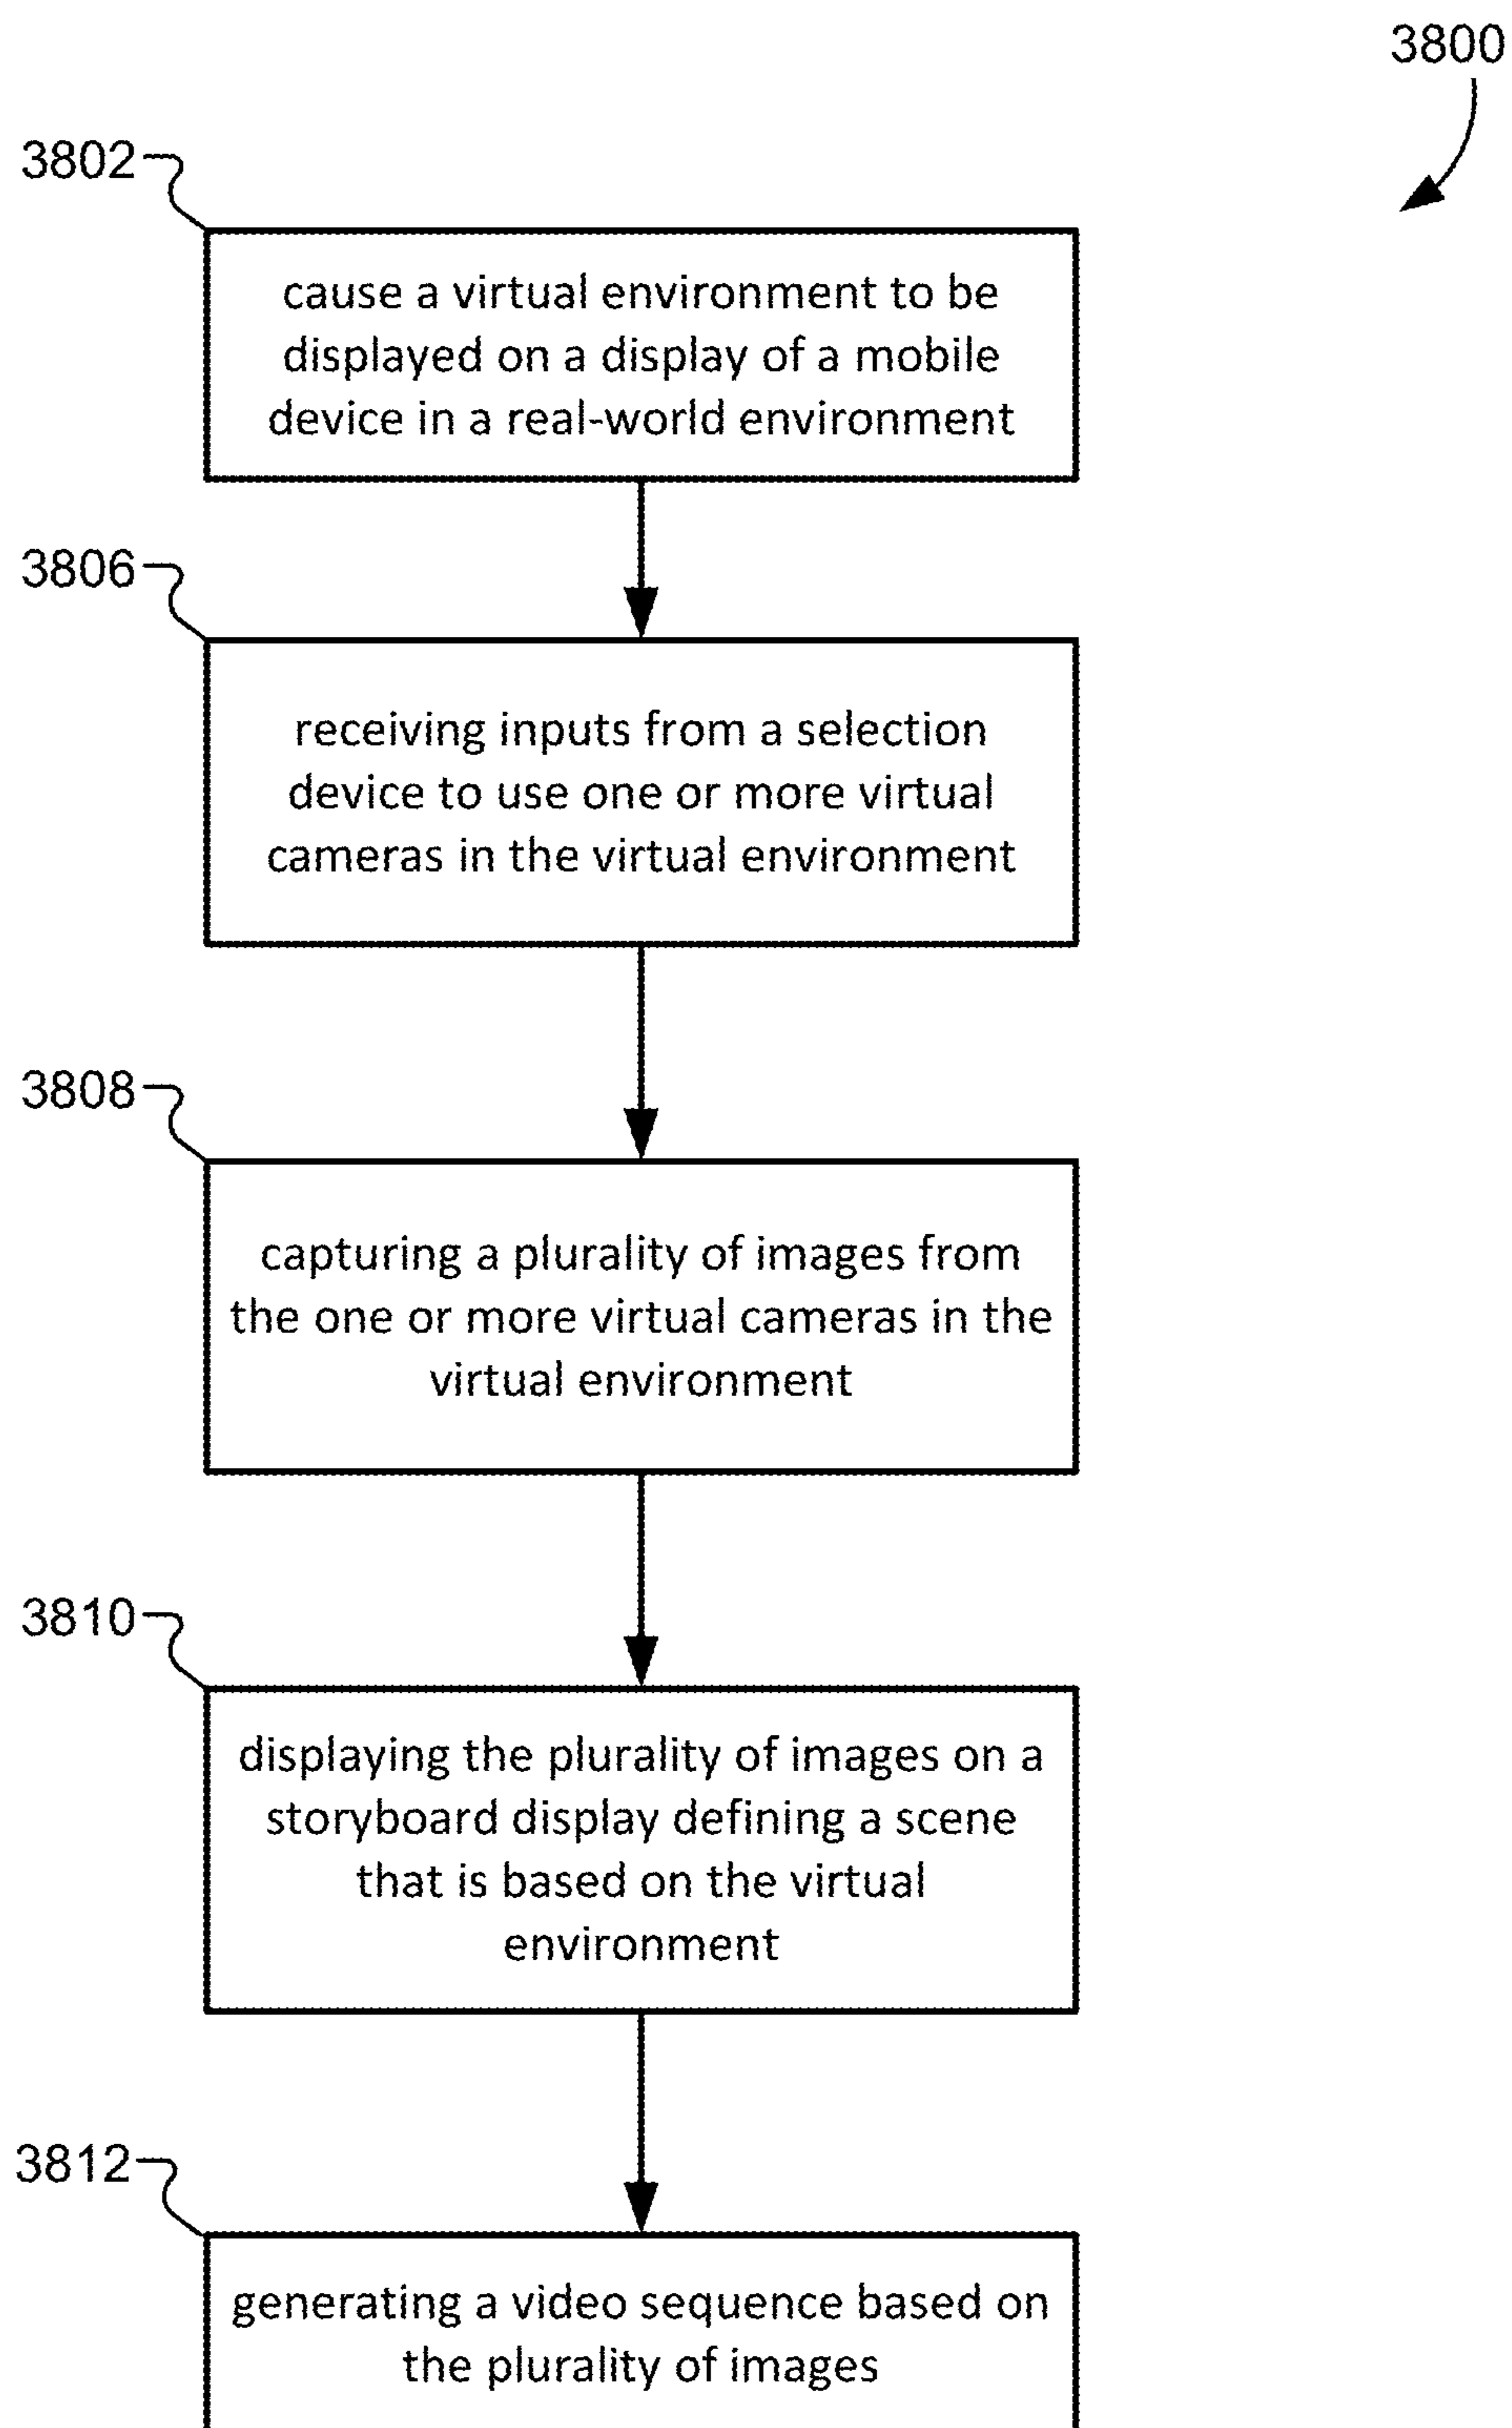 3800
3802
cause a virtual environment to be
displayed on a display of a mobile
device in a real-world environment
3806
receiving inputs from a selection
device to use one or more virtual
cameras in the virtual environment
3808
capturing a plurality of images from
the one or more virtual cameras in the
virtual environment
3810
displaying the plurality of images on a
storyboard display defining a scene
that is based on the virtual
environment
3812
generating a video sequence based on
the plurality of images